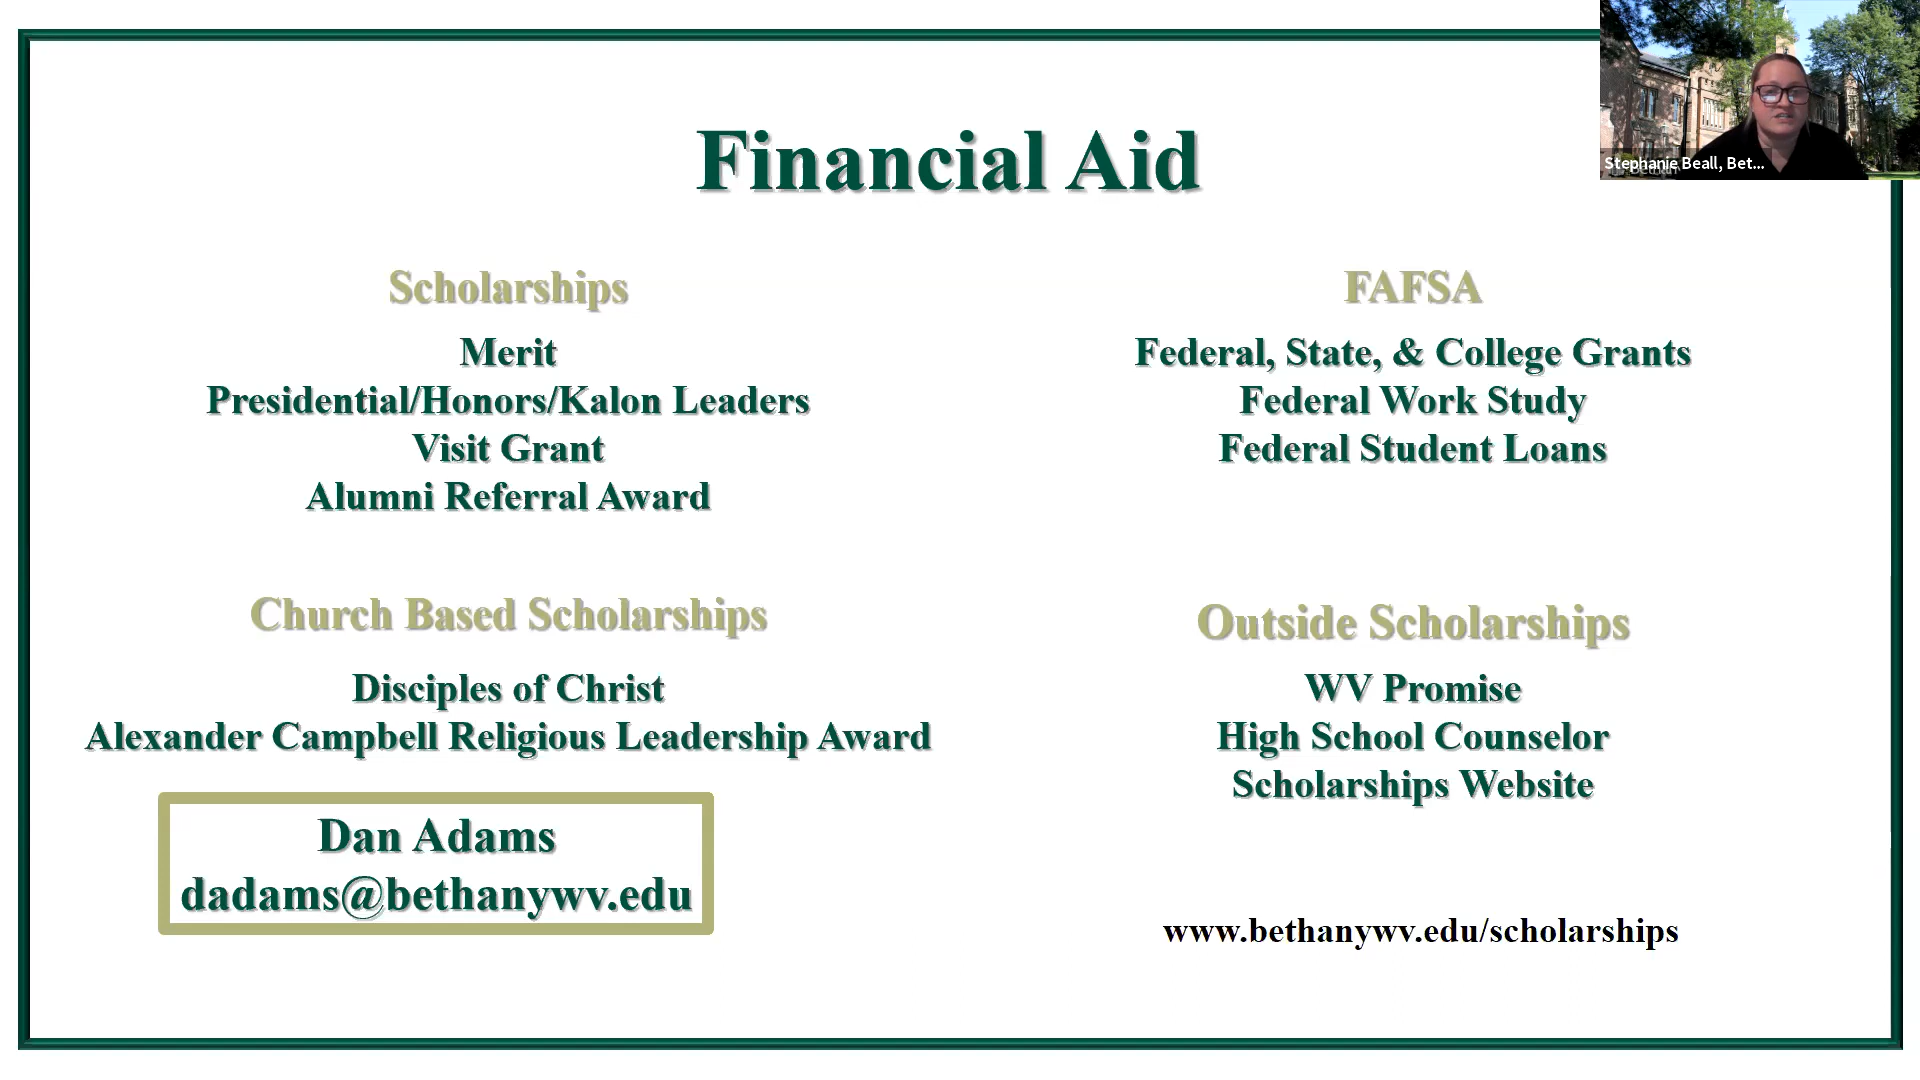 Financial Aid
Stephanie Beall, Bet...
Scholarships
Merit
Presidential/Honors/Kalon Leaders
Visit Grant
Alumni Referral Award
FAFSA
Federal, State, & College Grants
Federal Work Study
Federal Student Loans
Church Based Scholarships
Disciples of Christ
Alexander Campbell Religious Leadership Award
Dan Adams
dadams@bethanywv.edu
Outside Scholarships
WV Promise
High School Counselor
Scholarships Website
www.bethanywv.edu/scholarships